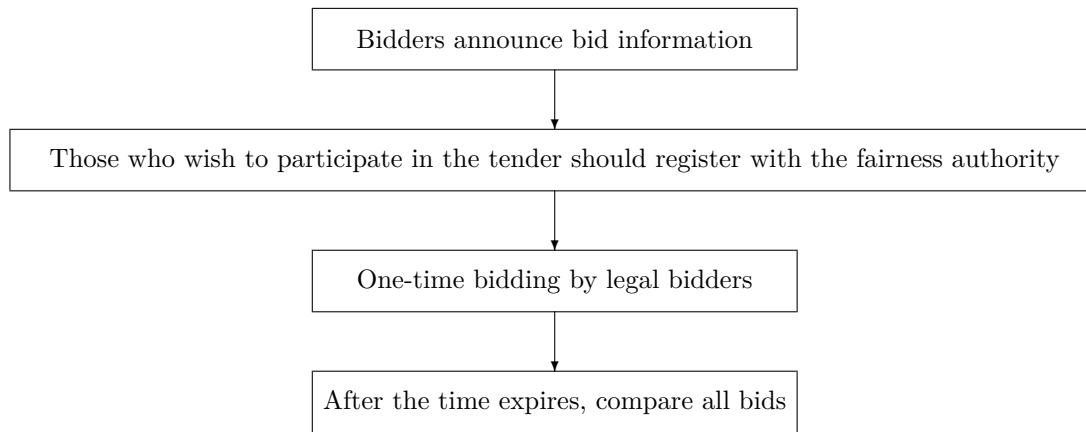 Bidders announce bid information
Those who wish to participate in the tender should register with the fairness authority
One-time bidding by legal bidders
After the time expires, compare all bids